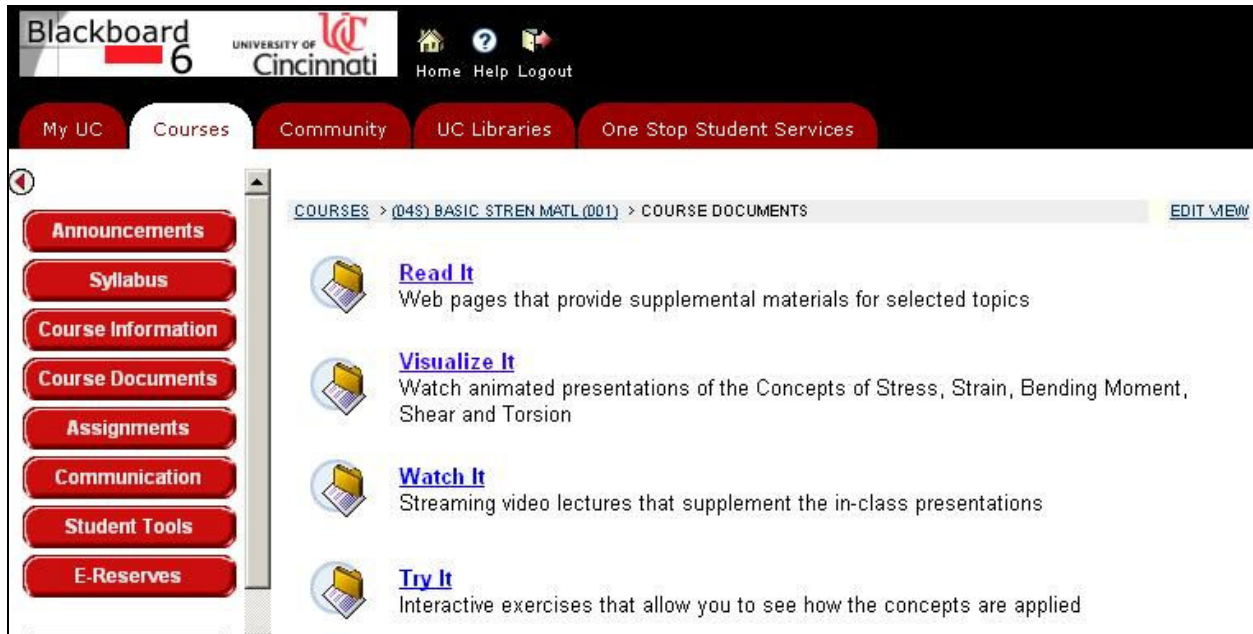 Blackboard
6
UNIVERSITY OF UC
Cincinnati
Home Help Logout
My UC Courses Community UC Libraries One Stop Student Services
COURSES > (04S) BASIC STREN MATL (001) > COURSE DOCUMENTS EDIT VIEW
Announcements
Syllabus
Course Information
Course Documents
Assignments
Communication
Student Tools
E-Reserves
Read It
Web pages that provide supplemental materials for selected topics
Visualize It
Watch animated presentations of the Concepts of Stress, Strain, Bending Moment,
Shear and Torsion
Watch It
Streaming video lectures that supplement the in-class presentations
Try It
Interactive exercises that allow you to see how the concepts are applied